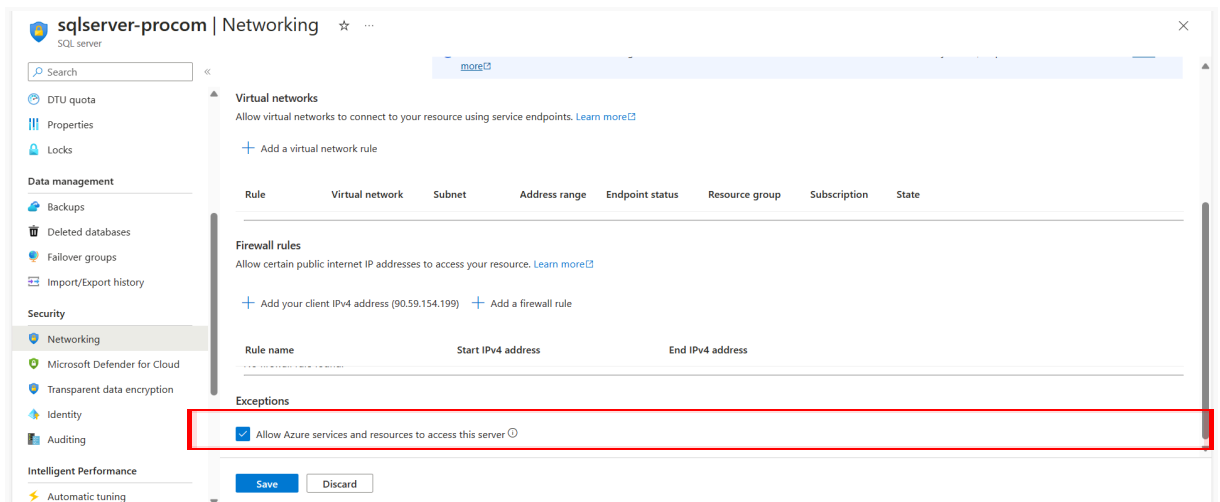 sqlserver-procom | Networking
SQL server
Search
more
DTU quota
Properties
Locks
Data management
Backups
Deleted databases
Failover groups
Import/Export history
Security
Networking
Microsoft Defender for Cloud
Transparent data encryption
Identity
Auditing
Intelligent Performance
Automatic tuning
Virtual networks
Allow virtual networks to connect to your resource using service endpoints. Learn more
Add a virtual network rule
Rule Virtual network Subnet Address range Endpoint status Resource group Subscription State
Firewall rules
Allow certain public internet IP addresses to access your resource. Learn more
Add your client IPv4 address (90.59.154.199) Add a firewall rule
Rule name Start IPv4 address End IPv4 address
Exceptions
Allow Azure services and resources to access this server
Save Discard